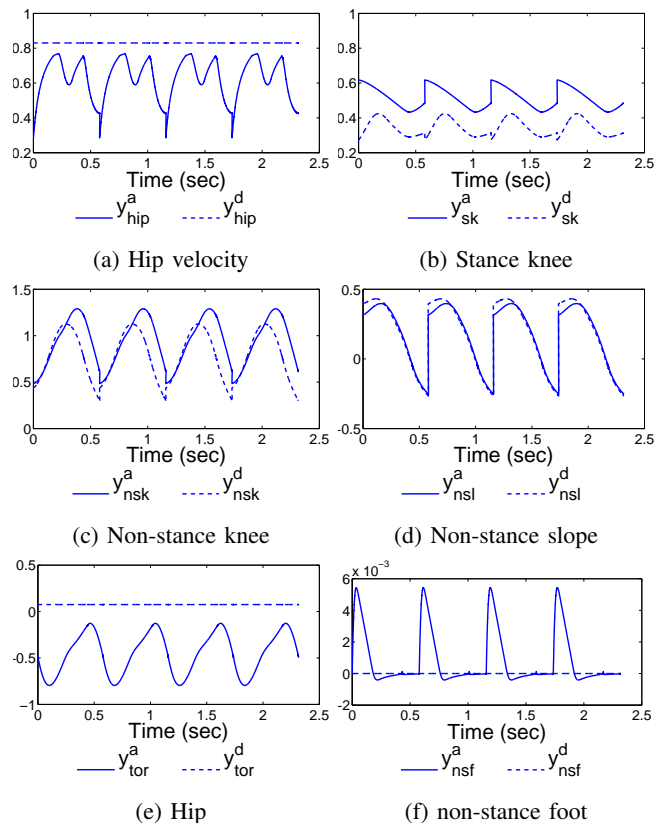 1
0.8
0.6
0.4
0.2
0 0.5 1 1.5 2 2.5
Time (sec)
y^a_hip y^d_hip
(a) Hip velocity
1
0.8
0.6
0.4
0.2
0 0.5 1 1.5 2 2.5
Time (sec)
y^a_sk y^d_sk
(b) Stance knee
1.5
1
0.5
0
0 0.5 1 1.5 2 2.5
Time (sec)
y^a_nsk y^d_nsk
(c) Non-stance knee
0.5
0
-0.5
0 0.5 1 1.5 2 2.5
Time (sec)
y^a_nsl y^d_nsl
(d) Non-stance slope
0.5
0
-0.5
−1
0 0.5 1 1.5 2 2.5
Time (sec)
y^a_tor y^d_tor
(e) Hip
6 x 10^−3
4
2
0
−2
0 0.5 1 1.5 2 2.5
Time (sec)
y^a_nsf y^d_nsf
(f) non-stance foot